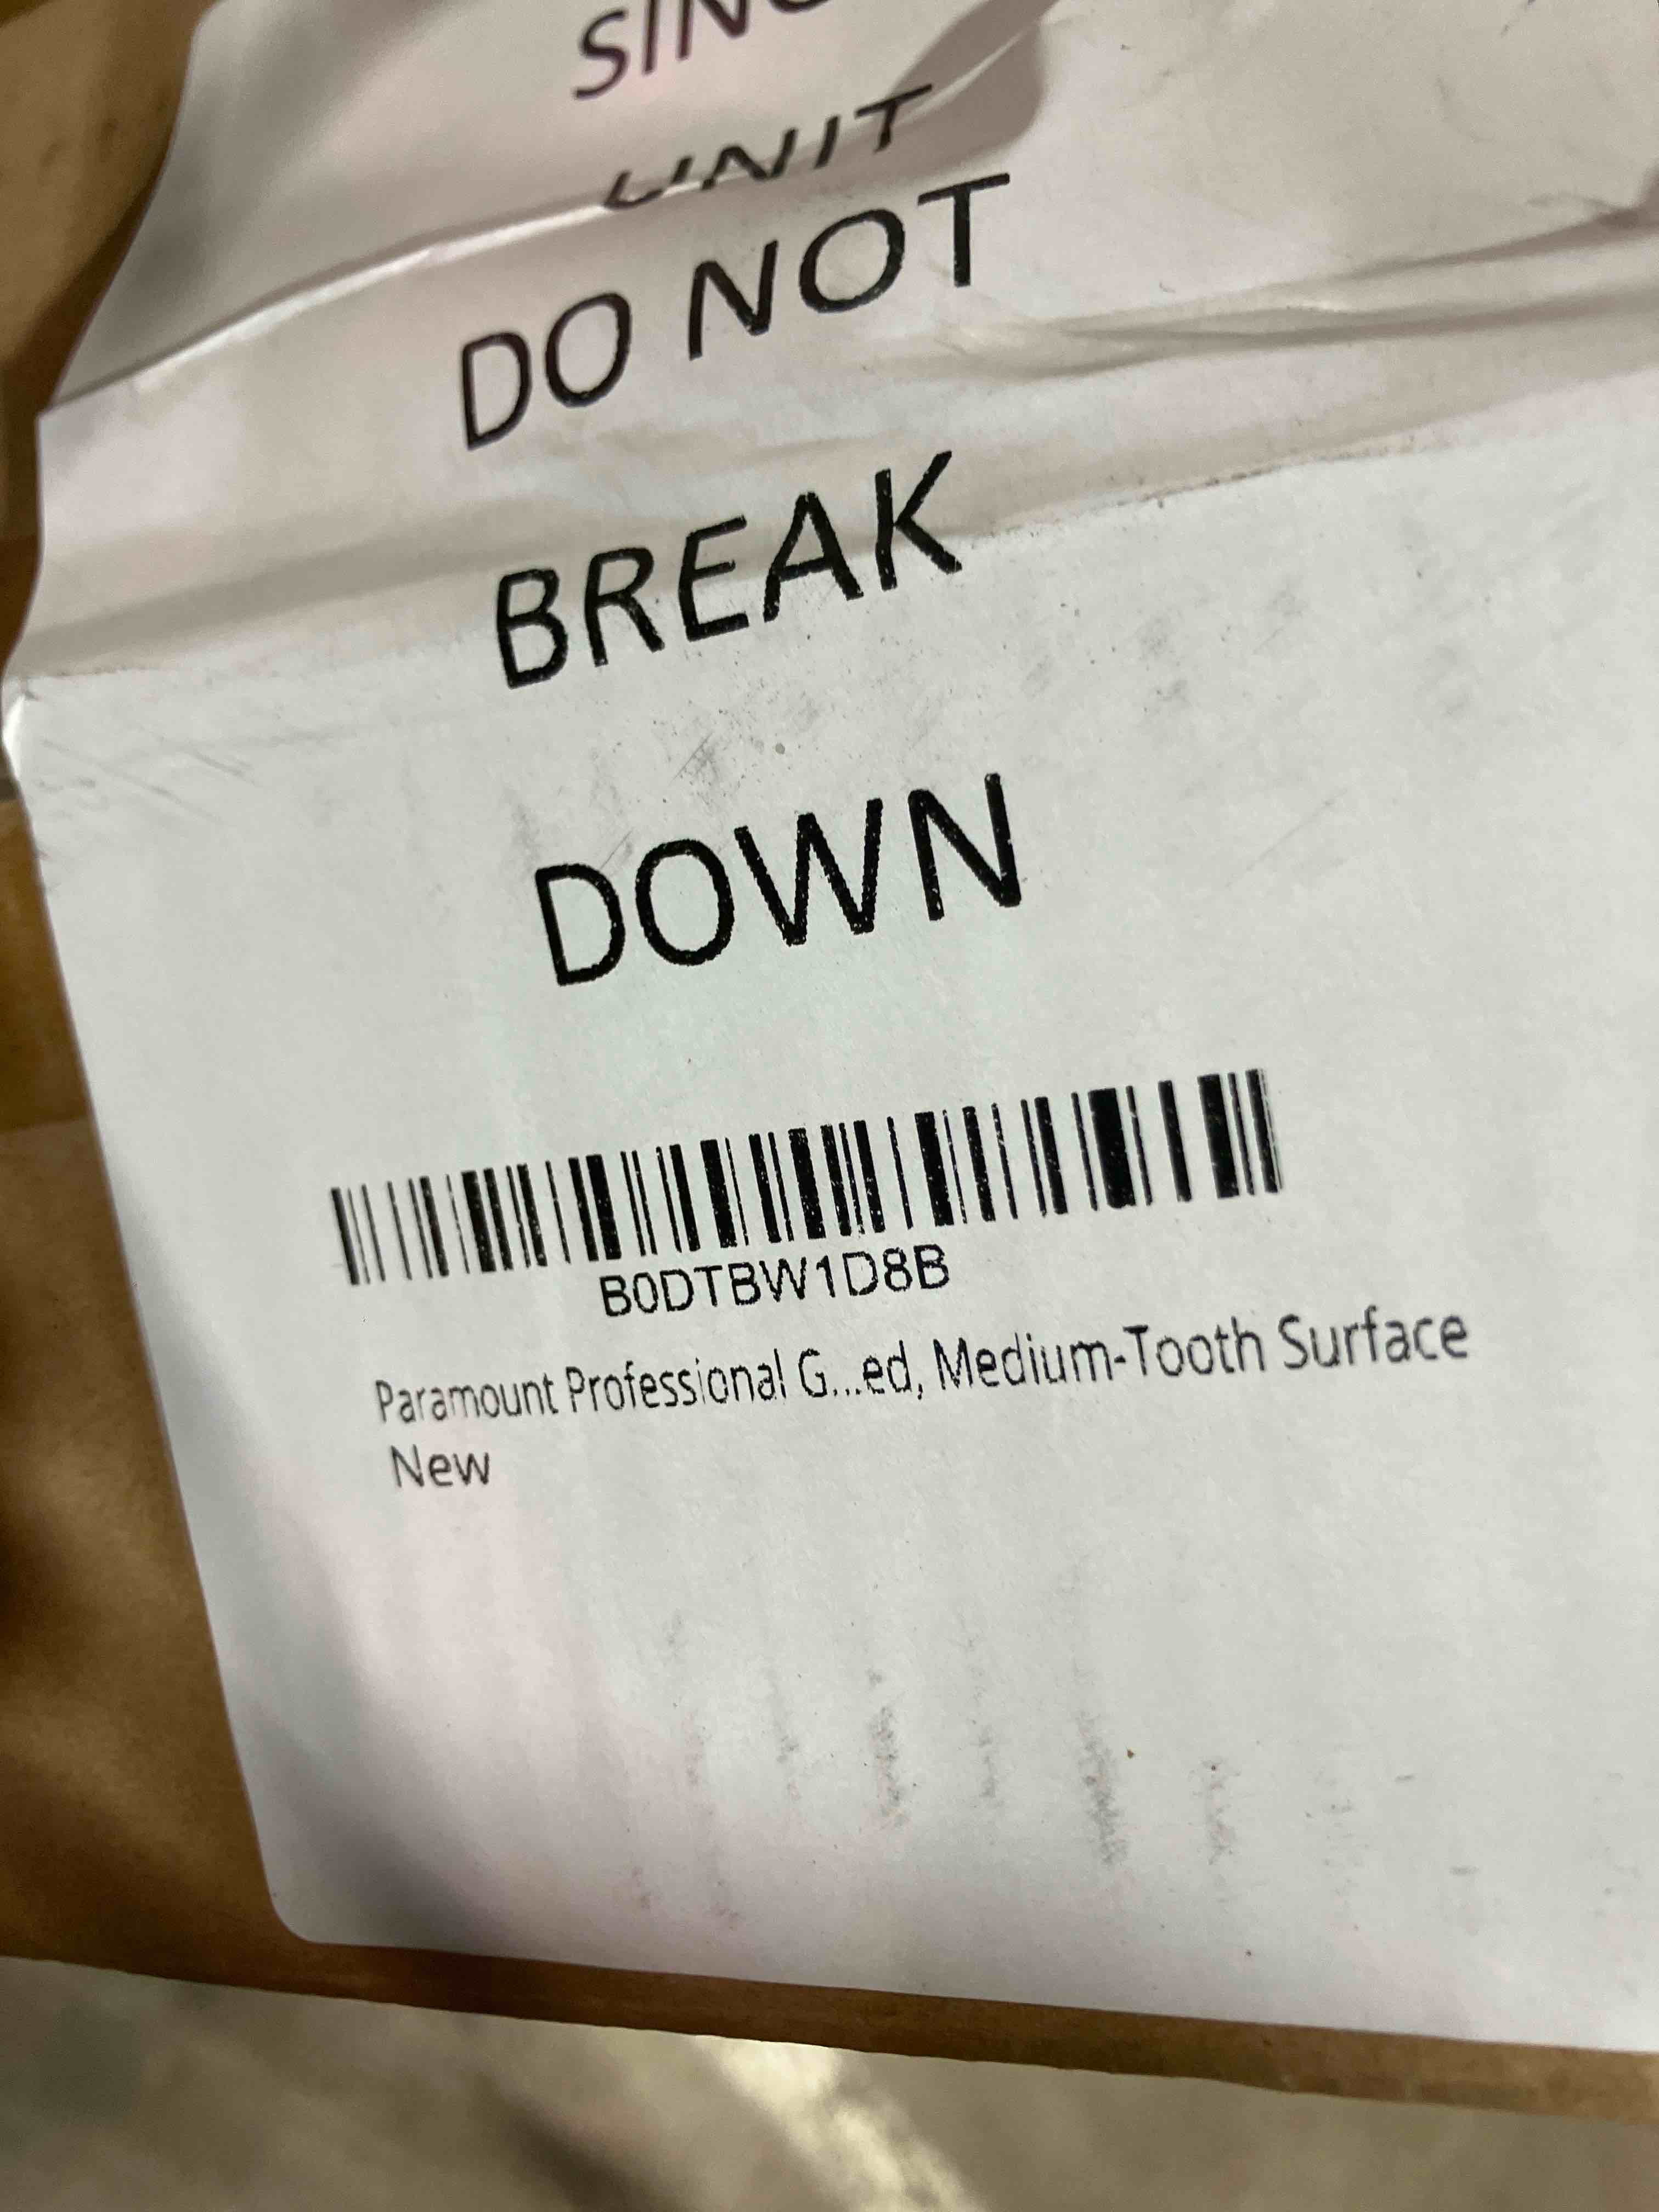 UNIT
DO NOT
BREAK
DOWN
B0DTBW1D8B
Paramount Professional G...ed, Medium-Tooth Surface
New